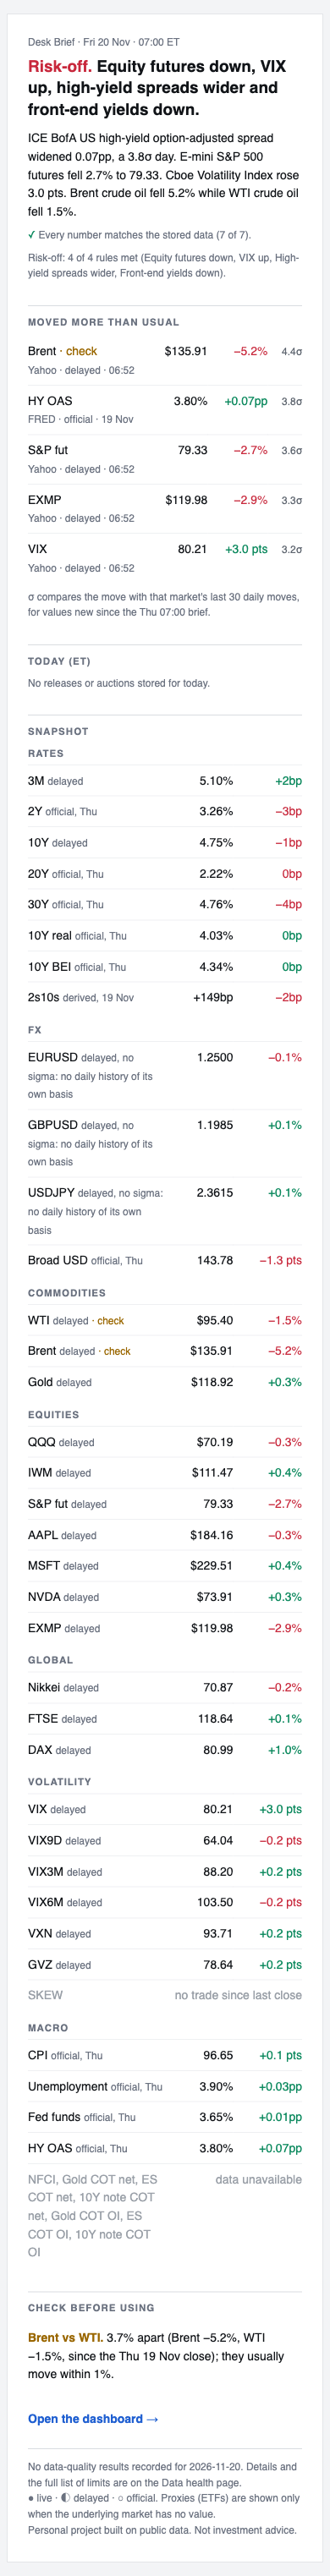 Desk Brief · Fri 20 Nov · 07:00 ET
Risk-off. Equity futures down, VIX
up, high-yield spreads wider and
front-end yields down.
ICE BofA US high-yield option-adjusted spread
widened 0.07pp, a 3.8σ day. E-mini S&P 500
futures fell 2.7% to 79.33. Cboe Volatility Index rose
3.0 pts. Brent crude oil fell 5.2% while WTI crude oil
fell 1.5%.
✓ Every number matches the stored data (7 of 7).
Risk-off: 4 of 4 rules met (Equity futures down, VIX up, High-
yield spreads wider, Front-end yields down).
MOVED MORE THAN USUAL
Brent · check $135.91 −5.2% 4.4σ
Yahoo · delayed · 06:52
HY OAS 3.80% +0.07pp 3.8σ
FRED · official · 19 Nov
S&P fut 79.33 −2.7% 3.6σ
Yahoo · delayed · 06:52
EXMP $119.98 −2.9% 3.3σ
Yahoo · delayed · 06:52
VIX 80.21 +3.0 pts 3.2σ
Yahoo · delayed · 06:52
σ compares the move with that market's last 30 daily moves,
for values new since the Thu 07:00 brief.
TODAY (ET)
No releases or auctions stored for today.
SNAPSHOT
RATES
3M delayed 5.10% +2bp
2Y official, Thu 3.26% −3bp
10Y delayed 4.75% −1bp
20Y official, Thu 2.22% 0bp
30Y official, Thu 4.76% −4bp
10Y real official, Thu 4.03% 0bp
10Y BEI official, Thu 4.34% 0bp
2s10s derived, 19 Nov +149bp −2bp
FX
EURUSD delayed, no 1.2500 −0.1%
sigma: no daily history of its
own basis
GBPUSD delayed, no 1.1985 +0.1%
sigma: no daily history of its
own basis
USDJPY delayed, no sigma: 2.3615 +0.1%
no daily history of its own
basis
Broad USD official, Thu 143.78 −1.3 pts
COMMODITIES
WTI delayed · check $95.40 −1.5%
Brent delayed · check $135.91 −5.2%
Gold delayed $118.92 +0.3%
EQUITIES
QQQ delayed $70.19 −0.3%
IWM delayed $111.47 +0.4%
S&P fut delayed 79.33 −2.7%
AAPL delayed $184.16 −0.3%
MSFT delayed $229.51 +0.4%
NVDA delayed $73.91 +0.3%
EXMP delayed $119.98 −2.9%
GLOBAL
Nikkei delayed 70.87 −0.2%
FTSE delayed 118.64 +0.1%
DAX delayed 80.99 +1.0%
VOLATILITY
VIX delayed 80.21 +3.0 pts
VIX9D delayed 64.04 −0.2 pts
VIX3M delayed 88.20 +0.2 pts
VIX6M delayed 103.50 −0.2 pts
VXN delayed 93.71 +0.2 pts
GVZ delayed 78.64 +0.2 pts
SKEW no trade since last close
MACRO
CPI official, Thu 96.65 +0.1 pts
Unemployment official, Thu 3.90% +0.03pp
Fed funds official, Thu 3.65% +0.01pp
HY OAS official, Thu 3.80% +0.07pp
NFCI, Gold COT net, ES data unavailable
COT net, 10Y note COT
net, Gold COT OI, ES
COT OI, 10Y note COT
OI
CHECK BEFORE USING
Brent vs WTI. 3.7% apart (Brent −5.2%, WTI
−1.5%, since the Thu 19 Nov close); they usually
move within 1%.
Open the dashboard →
No data-quality results recorded for 2026-11-20. Details and
the full list of limits are on the Data health page.
● live · ◐ delayed · ○ official. Proxies (ETFs) are shown only
when the underlying market has no value.
Personal project built on public data. Not investment advice.